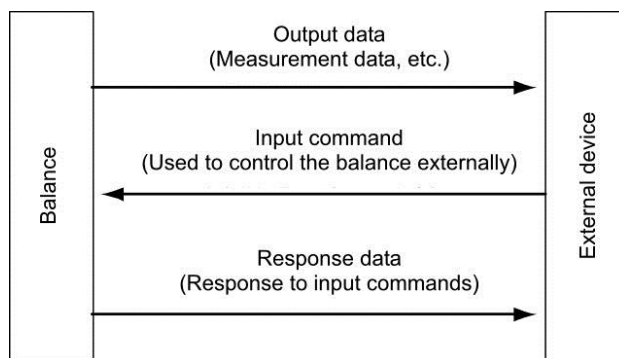 Output data
(Measurement data, etc.)
Input command
(Used to control the balance externally)
Response data
(Response to input commands)
Balance
External device